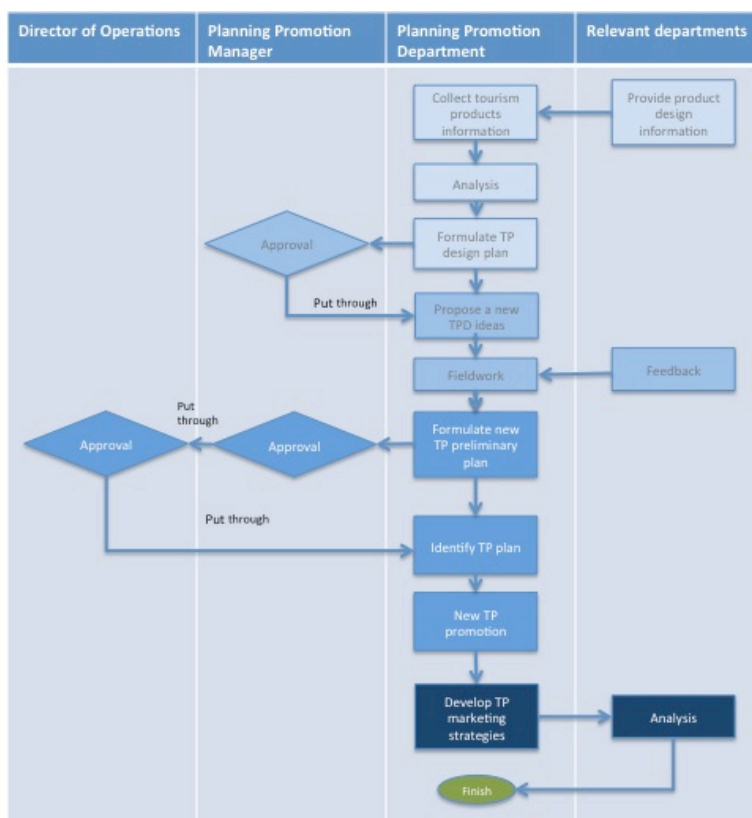 Director of Operations
Planning Promotion
Manager
Planning Promotion
Department
Relevant departments
Collect tourism
products
information
Provide product
design
information
Analysis
Approval
Formulate TP
design plan
Put through
Propose a new
TPD ideas
Fieldwork
Feedback
Put
through
Approval
Approval
Formulate new
TP preliminary
plan
Put through
Identify TP plan
New TP
promotion
Develop TP
marketing
strategies
Analysis
Finish